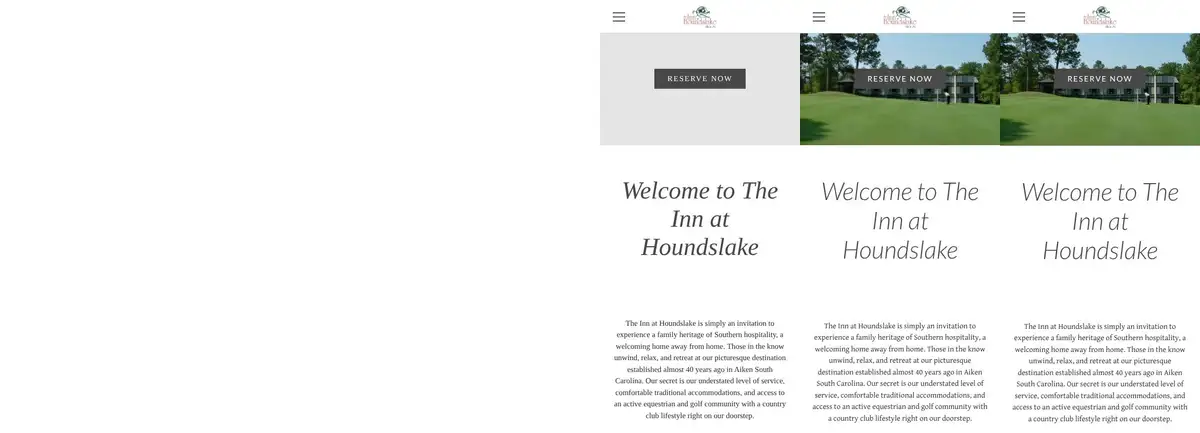 RESERVE NOW
Welcome to The
Inn at
Houndslake
The Inn at Houndslake is simply an invitation to
experience a family heritage of Southern hospitality, a
welcoming home away from home. Those in the know
unwind, relax, and retreat at our picturesque destination
established almost 40 years ago in Aiken South
Carolina. Our secret is our understated level of service,
comfortable traditional accommodations, and access to
an active equestrian and golf community with a country
club lifestyle right on our doorstep.
RESERVE NOW
Welcome to The
Inn at
Houndslake
The Inn at Houndslake is simply an invitation to
experience a family heritage of Southern hospitality, a
welcoming home away from home. Those in the know
unwind, relax, and retreat at our picturesque
destination established almost 40 years ago in Aiken
South Carolina. Our secret is our understated level of
service, comfortable traditional accommodations, and
access to an active equestrian and golf community with
a country club lifestyle right on our doorstep.
RESERVE NOW
Welcome to The
Inn at
Houndslake
The Inn at Houndslake is simply an invitation to
experience a family heritage of Southern hospitality, a
welcoming home away from home. Those in the know
unwind, relax, and retreat at our picturesque
destination established almost 40 years ago in Aiken
South Carolina. Our secret is our understated level of
service, comfortable traditional accommodations, and
access to an active equestrian and golf community with
a country club lifestyle right on our doorstep.